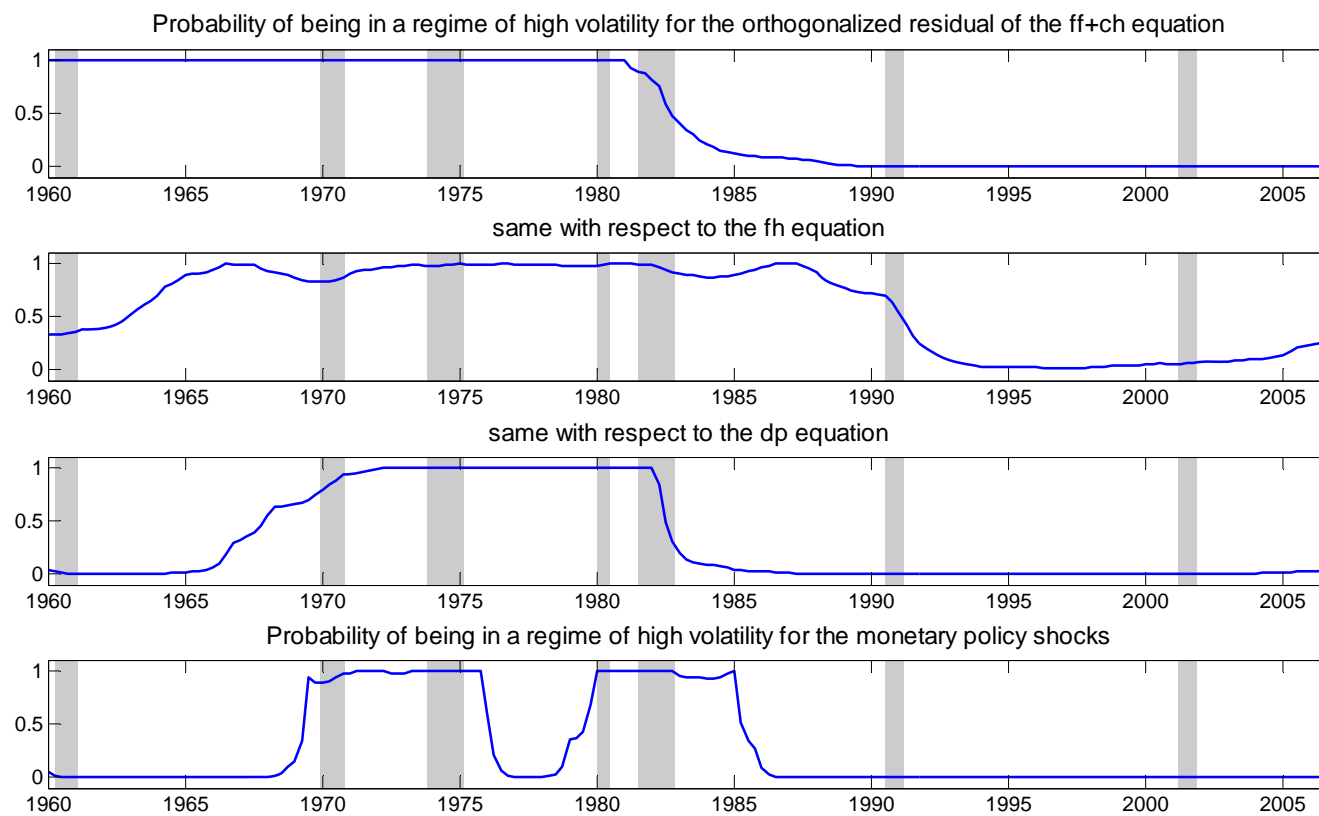 Probability of being in a regime of high volatility for the orthogonalized residual of the ff+ch equation
1
0.5
0
1960 1965 1970 1975 1980 1985 1990 1995 2000 2005
same with respect to the fh equation
1
0.5
0
1960 1965 1970 1975 1980 1985 1990 1995 2000 2005
same with respect to the dp equation
1
0.5
0
1960 1965 1970 1975 1980 1985 1990 1995 2000 2005
Probability of being in a regime of high volatility for the monetary policy shocks
1
0.5
0
1960 1965 1970 1975 1980 1985 1990 1995 2000 2005